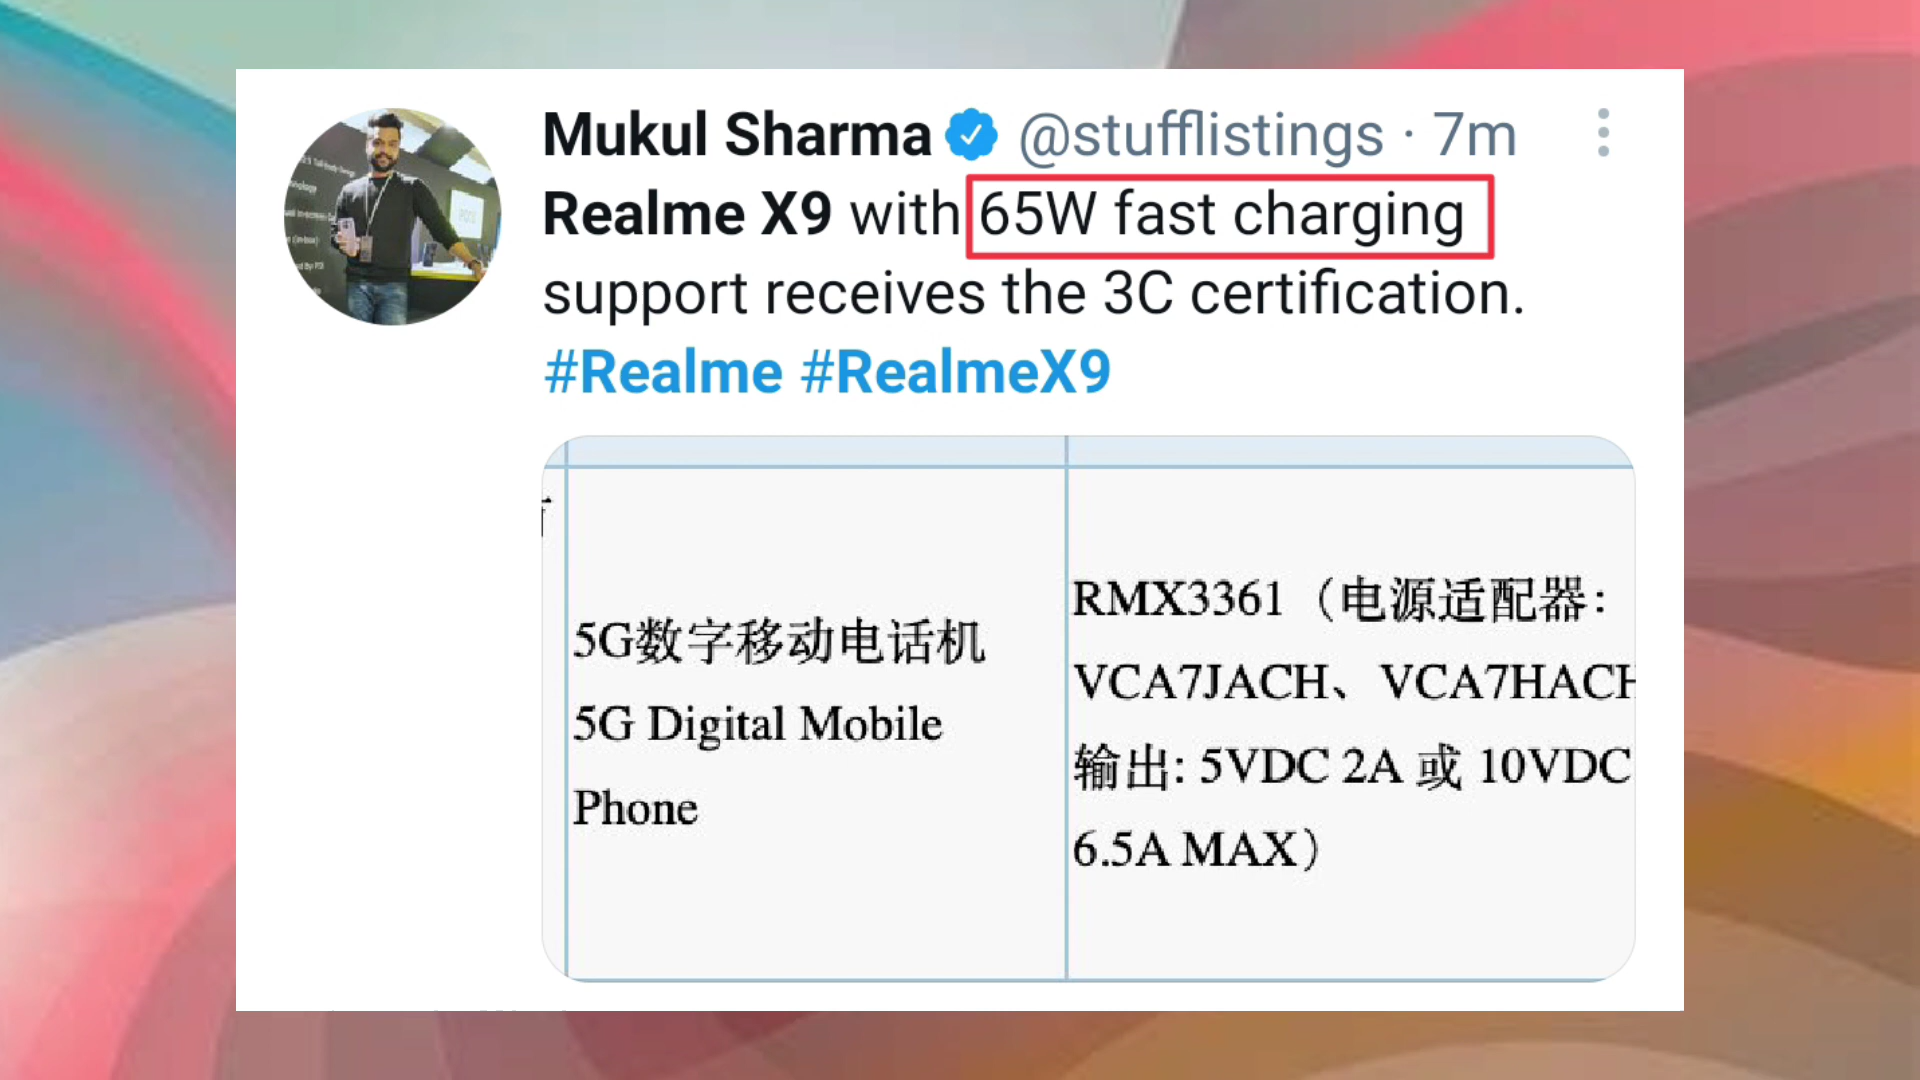 Mukul Sharma @stufflistings · 7m
Realme X9 with 65W fast charging
support receives the 3C certification.
#Realme #RealmeX9
5G数字移动电话机
5G Digital Mobile
Phone
RMX3361（电源适配器:
VCA7JACH、VCA7HACH
输出: 5VDC 2A 或 10VDC
6.5A MAX）